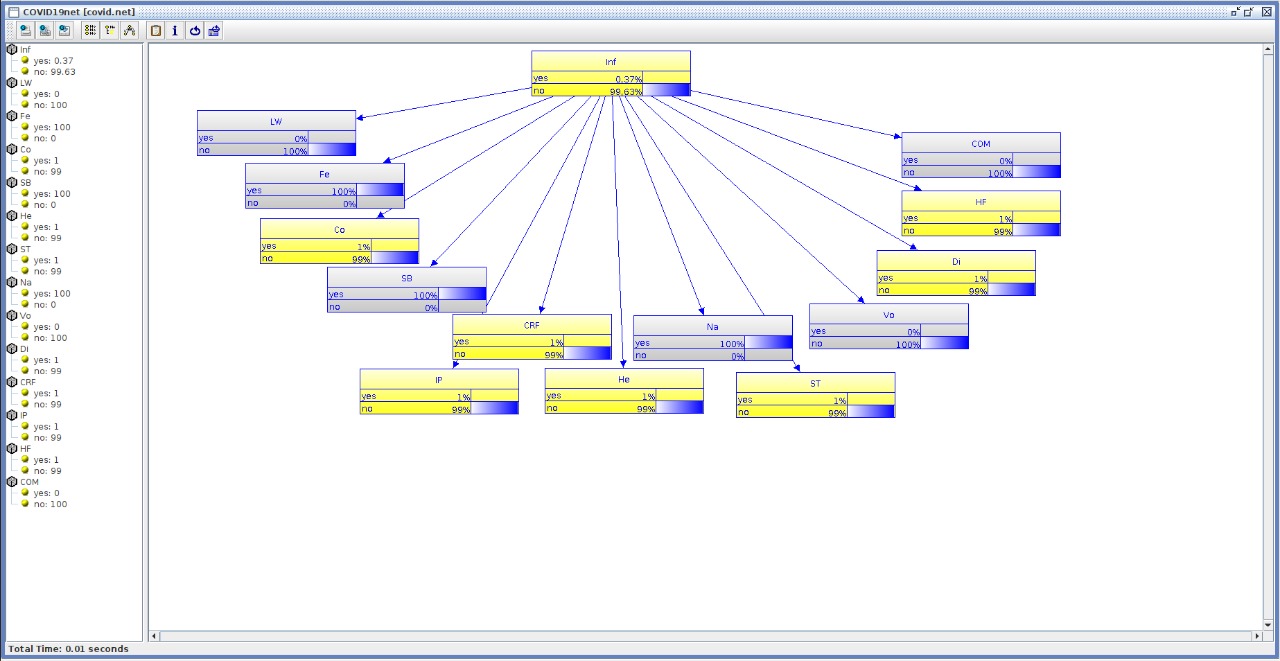 COVID19net [covid.net]
Inf
yes: 0.37
no: 99.63
LW
yes: 0
no: 100
Fe
yes: 100
no: 0
Co
yes: 1
no: 99
SB
yes: 100
no: 0
He
yes: 1
no: 99
ST
yes: 1
no: 99
Na
yes: 100
no: 0
Vo
yes: 0
no: 100
Di
yes: 1
no: 99
CRF
yes: 1
no: 99
IP
yes: 1
no: 99
HF
yes: 1
no: 99
COM
yes: 0
no: 100
Inf
yes 0.37%
no 99.63%
LW
yes 0%
no 100%
COM
yes 0%
no 100%
Fe
yes 100%
no 0%
HF
yes 1%
no 99%
Co
yes 1%
no 99%
Di
yes 1%
no 99%
SB
yes 100%
no 0%
Vo
yes 0%
no 100%
CRF
yes 1%
no 99%
Na
yes 100%
no 0%
IP
yes 1%
no 99%
He
yes 1%
no 99%
ST
yes 1%
no 99%
Total Time: 0.01 seconds